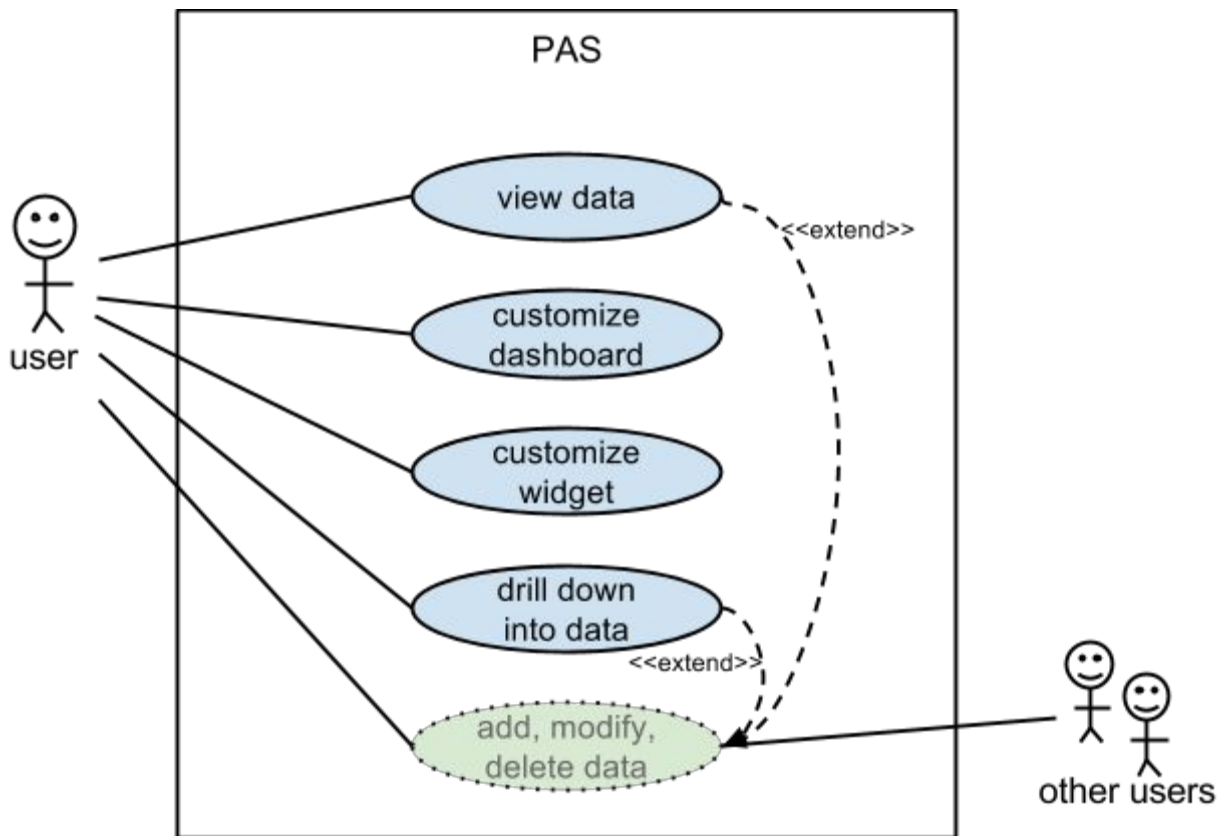 PAS
view data
<<extend>>
customize
dashboard
user
customize
widget
drill down
into data
<<extend>>
add, modify,
delete data
other users